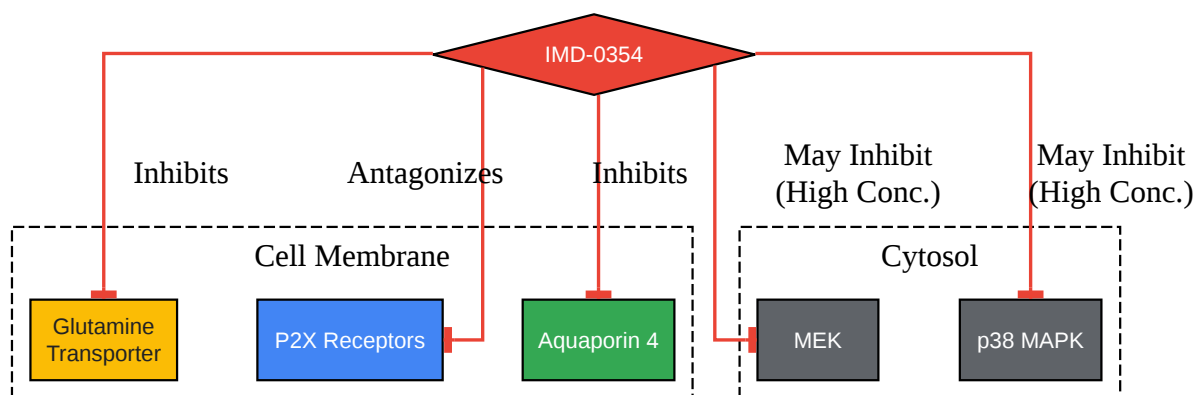 IMD-0354
Inhibits
Antagonizes
Inhibits
May Inhibit
(High Conc.)
May Inhibit
(High Conc.)
Cell Membrane
Cytosol
Glutamine
Transporter
P2X Receptors
Aquaporin 4
MEK
p38 MAPK